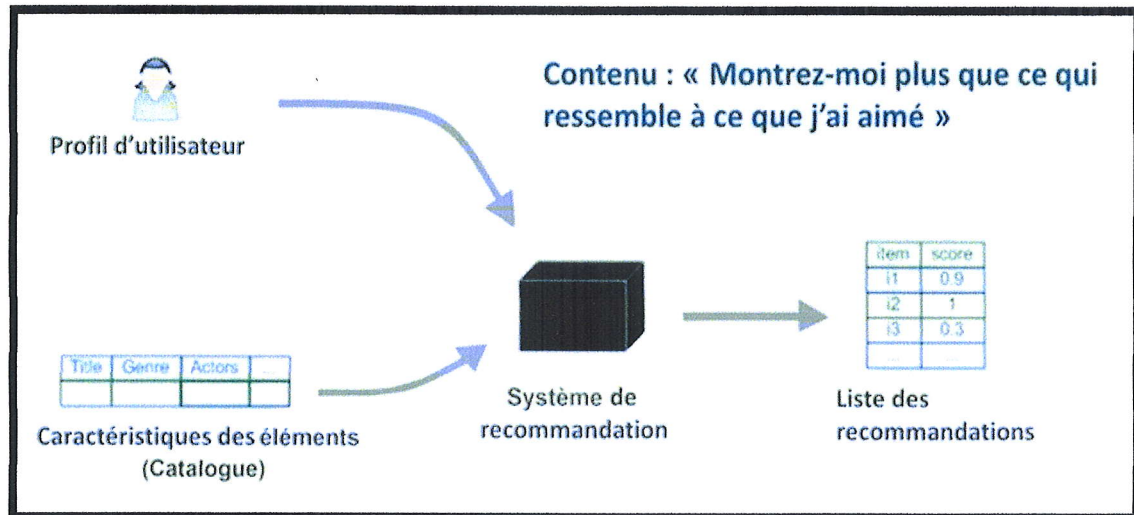 Contenu : « Montrez-moi plus que ce qui
ressemble à ce que j'ai aimé »
Profil d'utilisateur
item score
i1 0.9
i2 1
i3 0.3
... ...
Title Genre Actors ...
Système de
recommandation
Liste des
recommandations
Caractéristiques des éléments
(Catalogue)